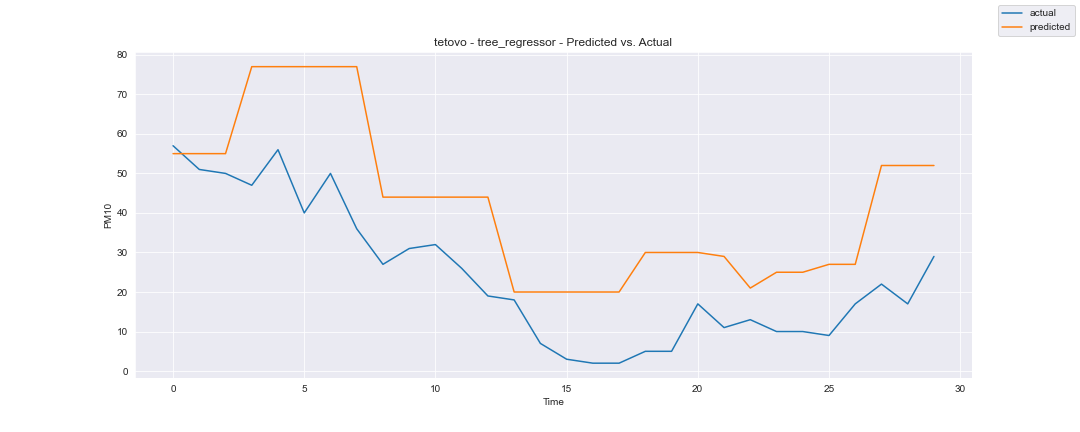 actual
predicted
tetovo - tree_regressor - Predicted vs. Actual
80
70
60
50
40
30
20
10
0
PM10
0 5 10 15 20 25 30
Time